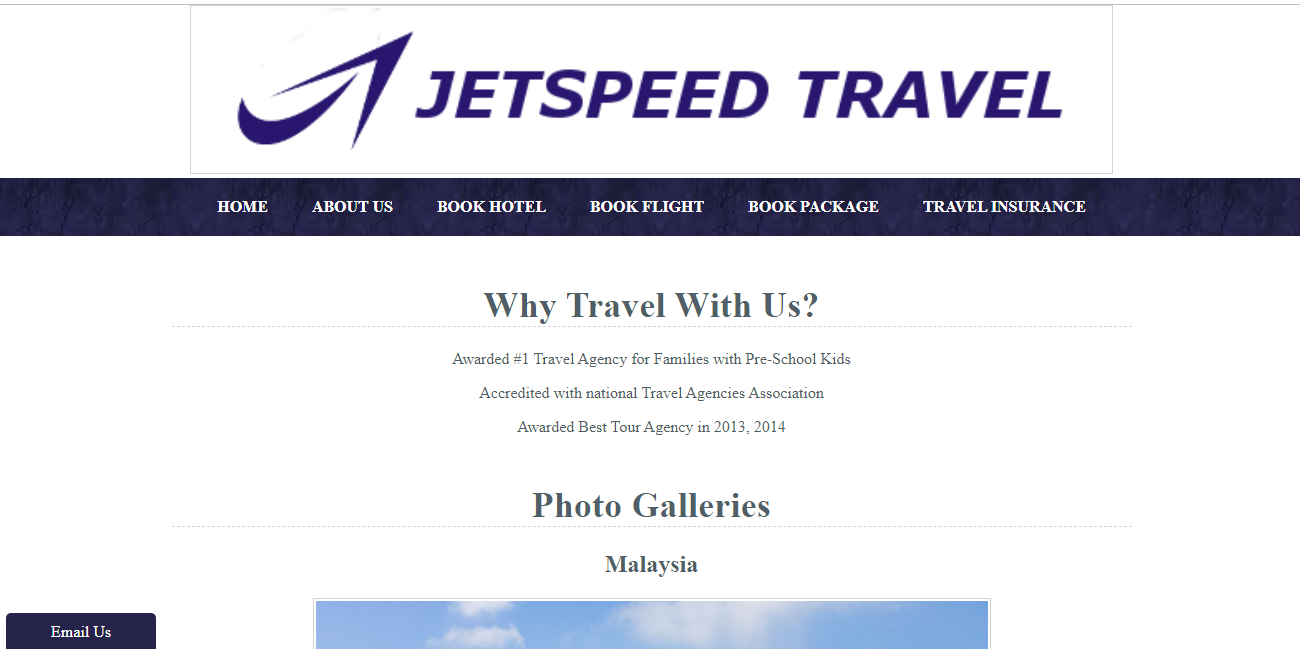 JETSPEED TRAVEL
HOME ABOUT US BOOK HOTEL BOOK FLIGHT BOOK PACKAGE TRAVEL INSURANCE
Why Travel With Us?
Awarded #1 Travel Agency for Families with Pre-School Kids
Accredited with national Travel Agencies Association
Awarded Best Tour Agency in 2013, 2014
Photo Galleries
Malaysia
Email Us